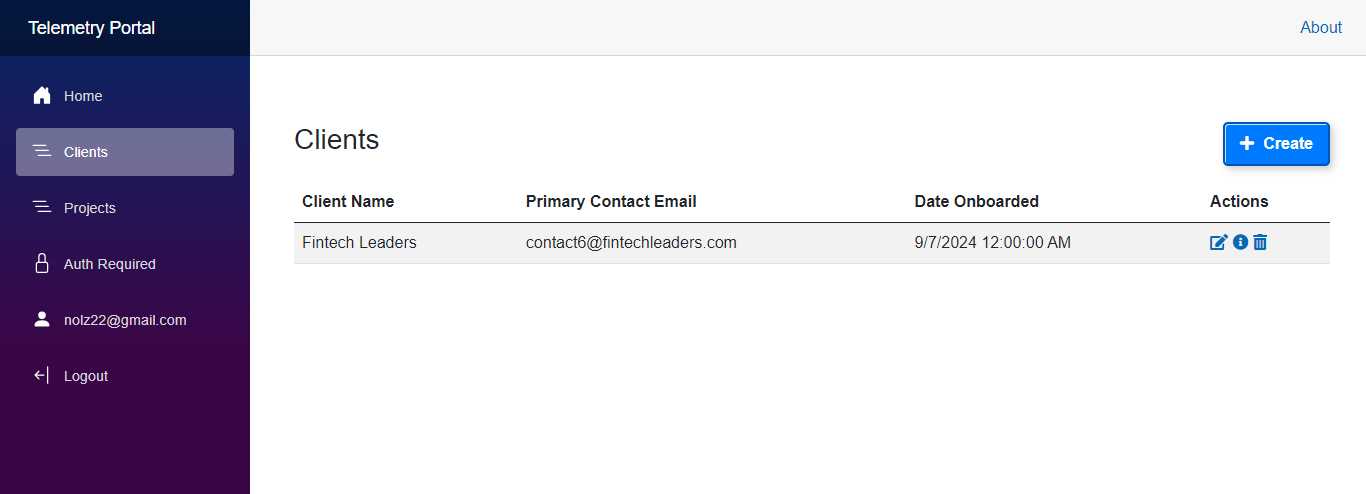 Telemetry Portal
About
Home
Clients
Projects
Auth Required
nolz22@gmail.com
Logout
Clients
Create
Client Name Primary Contact Email Date Onboarded Actions
Fintech Leaders contact6@fintechleaders.com 9/7/2024 12:00:00 AM